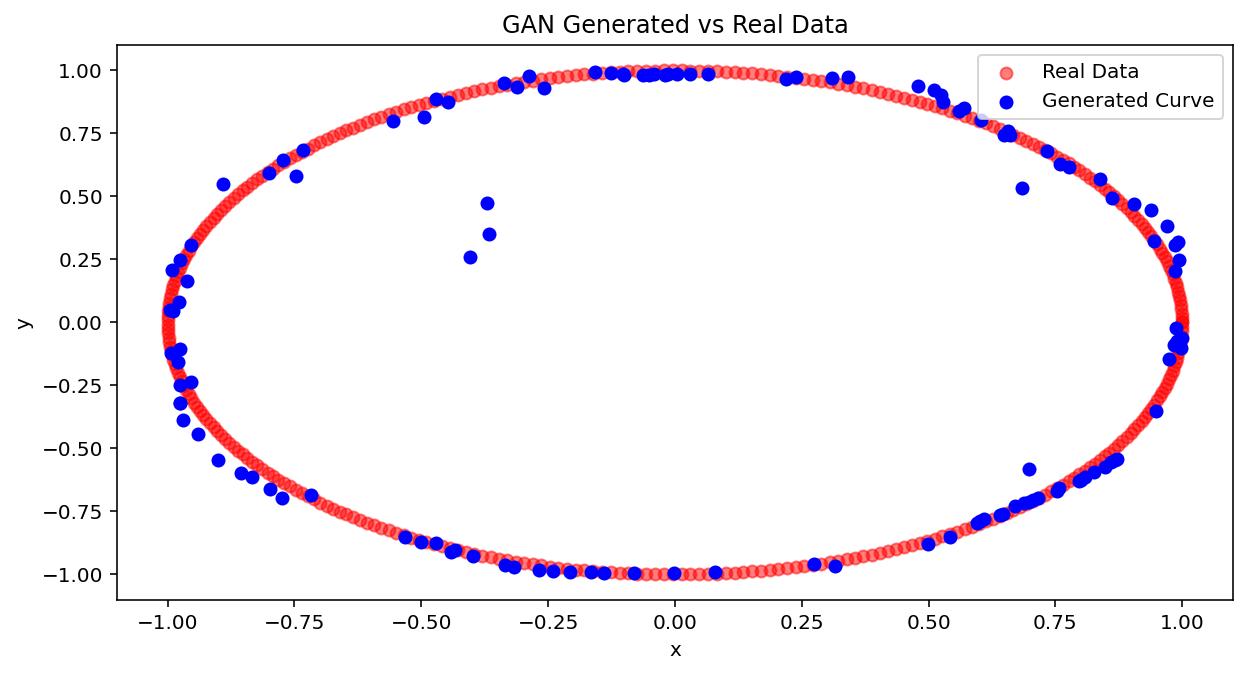 GAN Generated vs Real Data
Real Data
Generated Curve
1.00
0.75
0.50
0.25
0.00
−0.25
−0.50
−0.75
−1.00
y
−1.00 −0.75 −0.50 −0.25 0.00 0.25 0.50 0.75 1.00
x